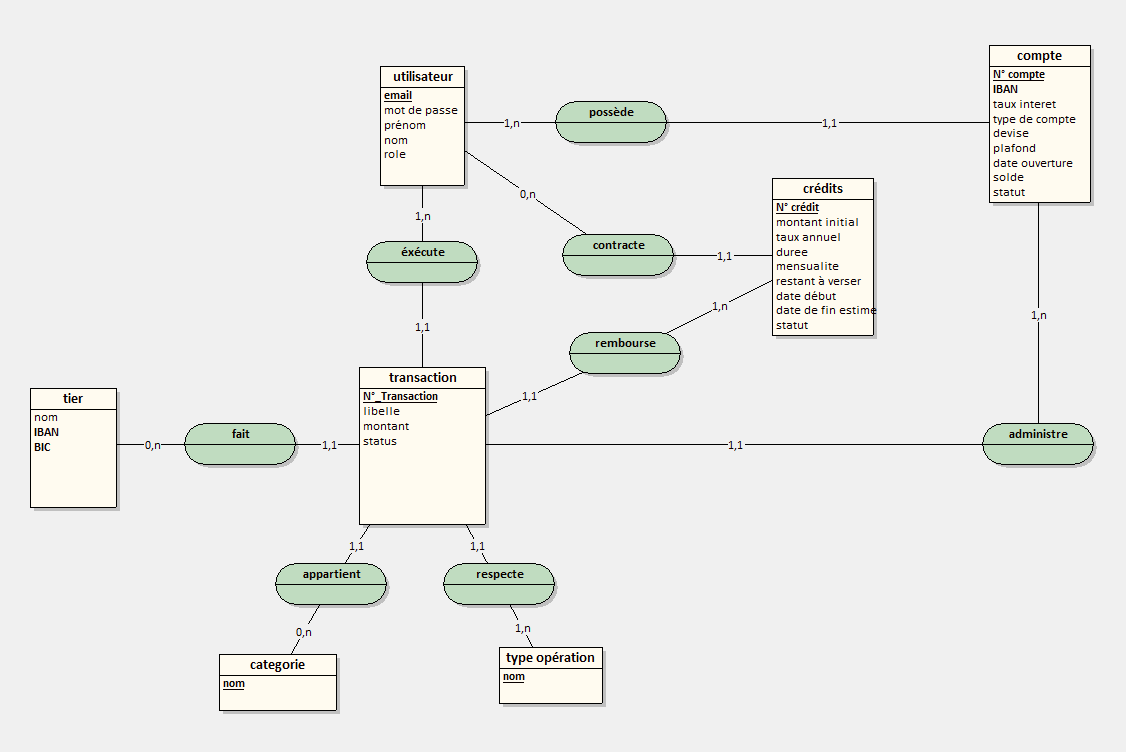 compte
N° compte
IBAN
taux interet
type de compte
devise
plafond
date ouverture
solde
statut
utilisateur
email
mot de passe
prénom
nom
role
1,n
possède
1,1
0,n
contracte
1,1
crédits
N° crédit
montant initial
taux annuel
duree
mensualite
restant à verser
date début
date de fin estime
statut
1,n
éxécute
1,1
1,n
rembourse
1,1
1,n
transaction
N°_Transaction
libelle
montant
status
tier
nom
IBAN
BIC
0,n
fait
1,1
1,1
administre
1,1
appartient
0,n
1,1
respecte
1,n
categorie
nom
type opération
nom